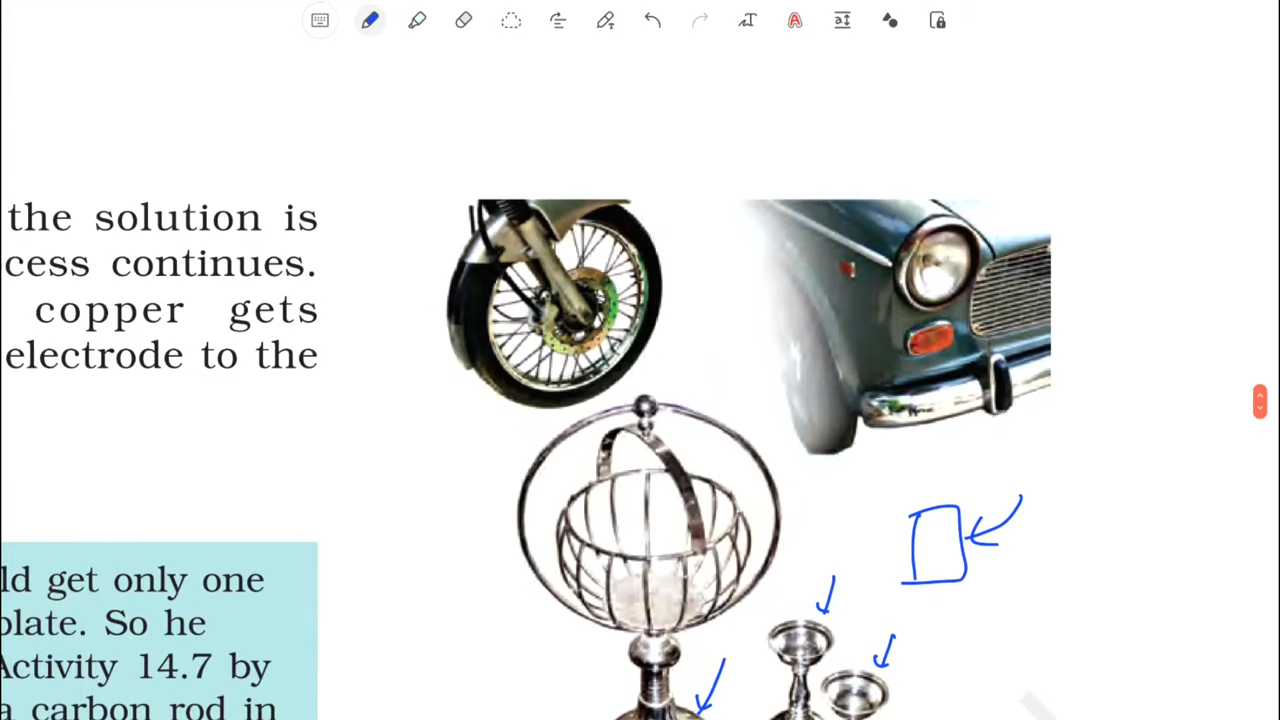 the solution is
cess continues.
copper gets
electrode to the
ld get only one
plate. So he
Activity 14.7 by
a carbon rod in